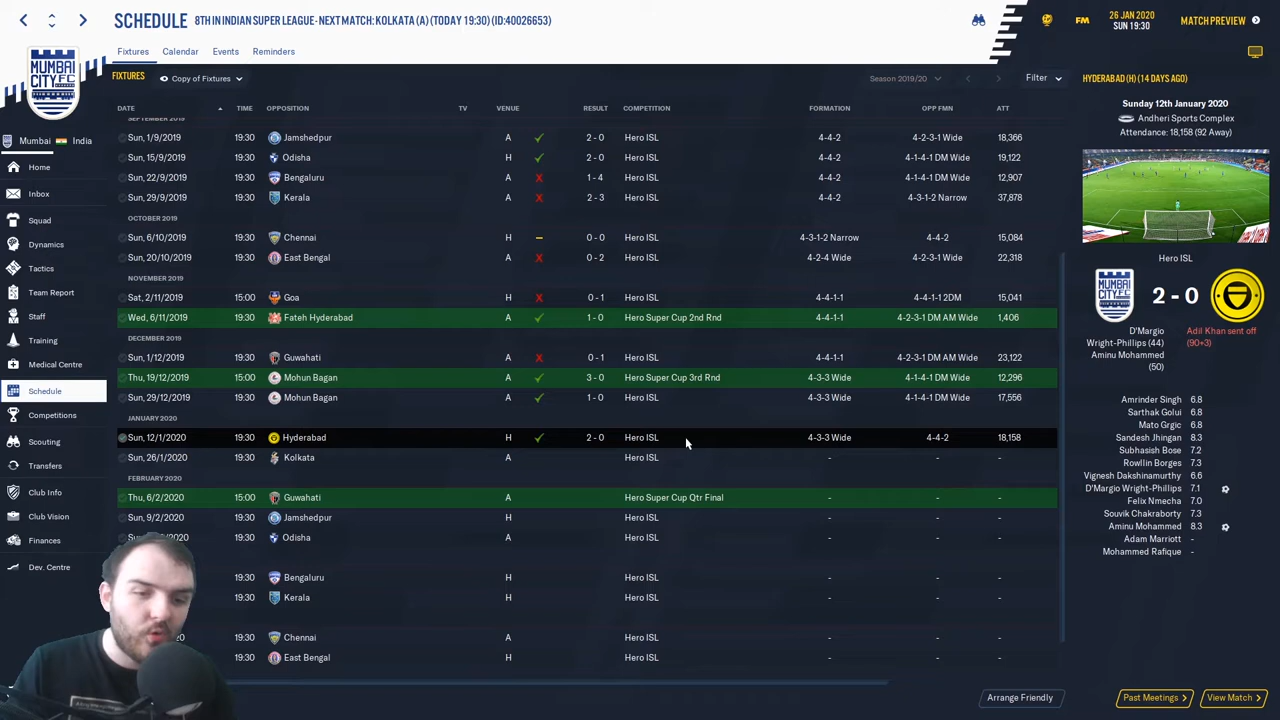 SCHEDULE 8TH IN INDIAN SUPER LEAGUE - NEXT MATCH: KOLKATA (A) (TODAY 19:30) (ID:40026653)
FM 26 JAN 2020 SUN 19:30 MATCH PREVIEW
Fixtures Calendar Events Reminders
FIXTURES Copy of Fixtures Season 2019/20 Filter
DATE TIME OPPOSITION TV VENUE RESULT COMPETITION FORMATION OPP FMN ATT
Sun, 1/9/2019 19:30 Jamshedpur A 2 - 0 Hero ISL 4-4-2 4-2-3-1 Wide 18,366
Sun, 15/9/2019 19:30 Odisha H 2 - 0 Hero ISL 4-4-2 4-1-4-1 DM Wide 19,122
Sun, 22/9/2019 19:30 Bengaluru A 1 - 4 Hero ISL 4-4-2 4-1-4-1 DM Wide 12,907
Sun, 29/9/2019 19:30 Kerala A 2 - 3 Hero ISL 4-4-2 4-3-1-2 Narrow 37,878
OCTOBER 2019
Sun, 6/10/2019 19:30 Chennai H 0 - 0 Hero ISL 4-3-1-2 Narrow 4-4-2 15,084
Sun, 20/10/2019 19:30 East Bengal A 0 - 2 Hero ISL 4-2-4 Wide 4-2-3-1 Wide 22,318
NOVEMBER 2019
Sat, 2/11/2019 15:00 Goa H 0 - 1 Hero ISL 4-4-1-1 4-4-1-1 2DM 15,041
Wed, 6/11/2019 19:30 Fateh Hyderabad A 1 - 0 Hero Super Cup 2nd Rnd 4-4-1-1 4-2-3-1 DM AM Wide 1,406
DECEMBER 2019
Sun, 1/12/2019 19:30 Guwahati A 0 - 1 Hero ISL 4-4-1-1 4-2-3-1 DM AM Wide 23,122
Thu, 19/12/2019 15:00 Mohun Bagan A 3 - 0 Hero Super Cup 3rd Rnd 4-3-3 Wide 4-1-4-1 DM Wide 12,296
Sun, 29/12/2019 19:30 Mohun Bagan A 1 - 0 Hero ISL 4-3-3 Wide 4-1-4-1 DM Wide 17,556
JANUARY 2020
Sun, 12/1/2020 19:30 Hyderabad H 2 - 0 Hero ISL 4-3-3 Wide 4-4-2 18,158
Sun, 26/1/2020 19:30 Kolkata A Hero ISL - - -
FEBRUARY 2020
Thu, 6/2/2020 15:00 Guwahati A Hero Super Cup Qtr Final - - -
Sun, 9/2/2020 19:30 Jamshedpur H Hero ISL - - -
19:30 Odisha A Hero ISL - - -
19:30 Bengaluru H Hero ISL - - -
19:30 Kerala H Hero ISL - - -
19:30 Chennai A Hero ISL - - -
19:30 East Bengal H Hero ISL - - -
Arrange Friendly
MUMBAI CITY FC
Mumbai India
Home
Inbox
Squad
Dynamics
Tactics
Team Report
Staff
Training
Medical Centre
Schedule
Competitions
Scouting
Transfers
Club Info
Club Vision
Finances
Dev. Centre
HYDERABAD (H) (14 DAYS AGO)
Sunday 12th January 2020
Andheri Sports Complex
Attendance: 18,158 (92 Away)
Hero ISL
MUMBAI CITY FC
2 - 0
D'Margio Wright-Phillips (44)
Aminu Mohammed (50)
Adil Khan sent off (90+3)
Amrinder Singh 6.8
Sarthak Golui 6.8
Mato Grgic 6.8
Sandesh Jhingan 8.3
Subhasish Bose 7.2
Rowllin Borges 7.3
Vignesh Dakshinamurthy 6.6
D'Margio Wright-Phillips 7.1
Felix Nmecha 7.0
Souvik Chakraborty 7.3
Aminu Mohammed 8.3
Adam Marriott -
Mohammed Rafique -
Past Meetings View Match